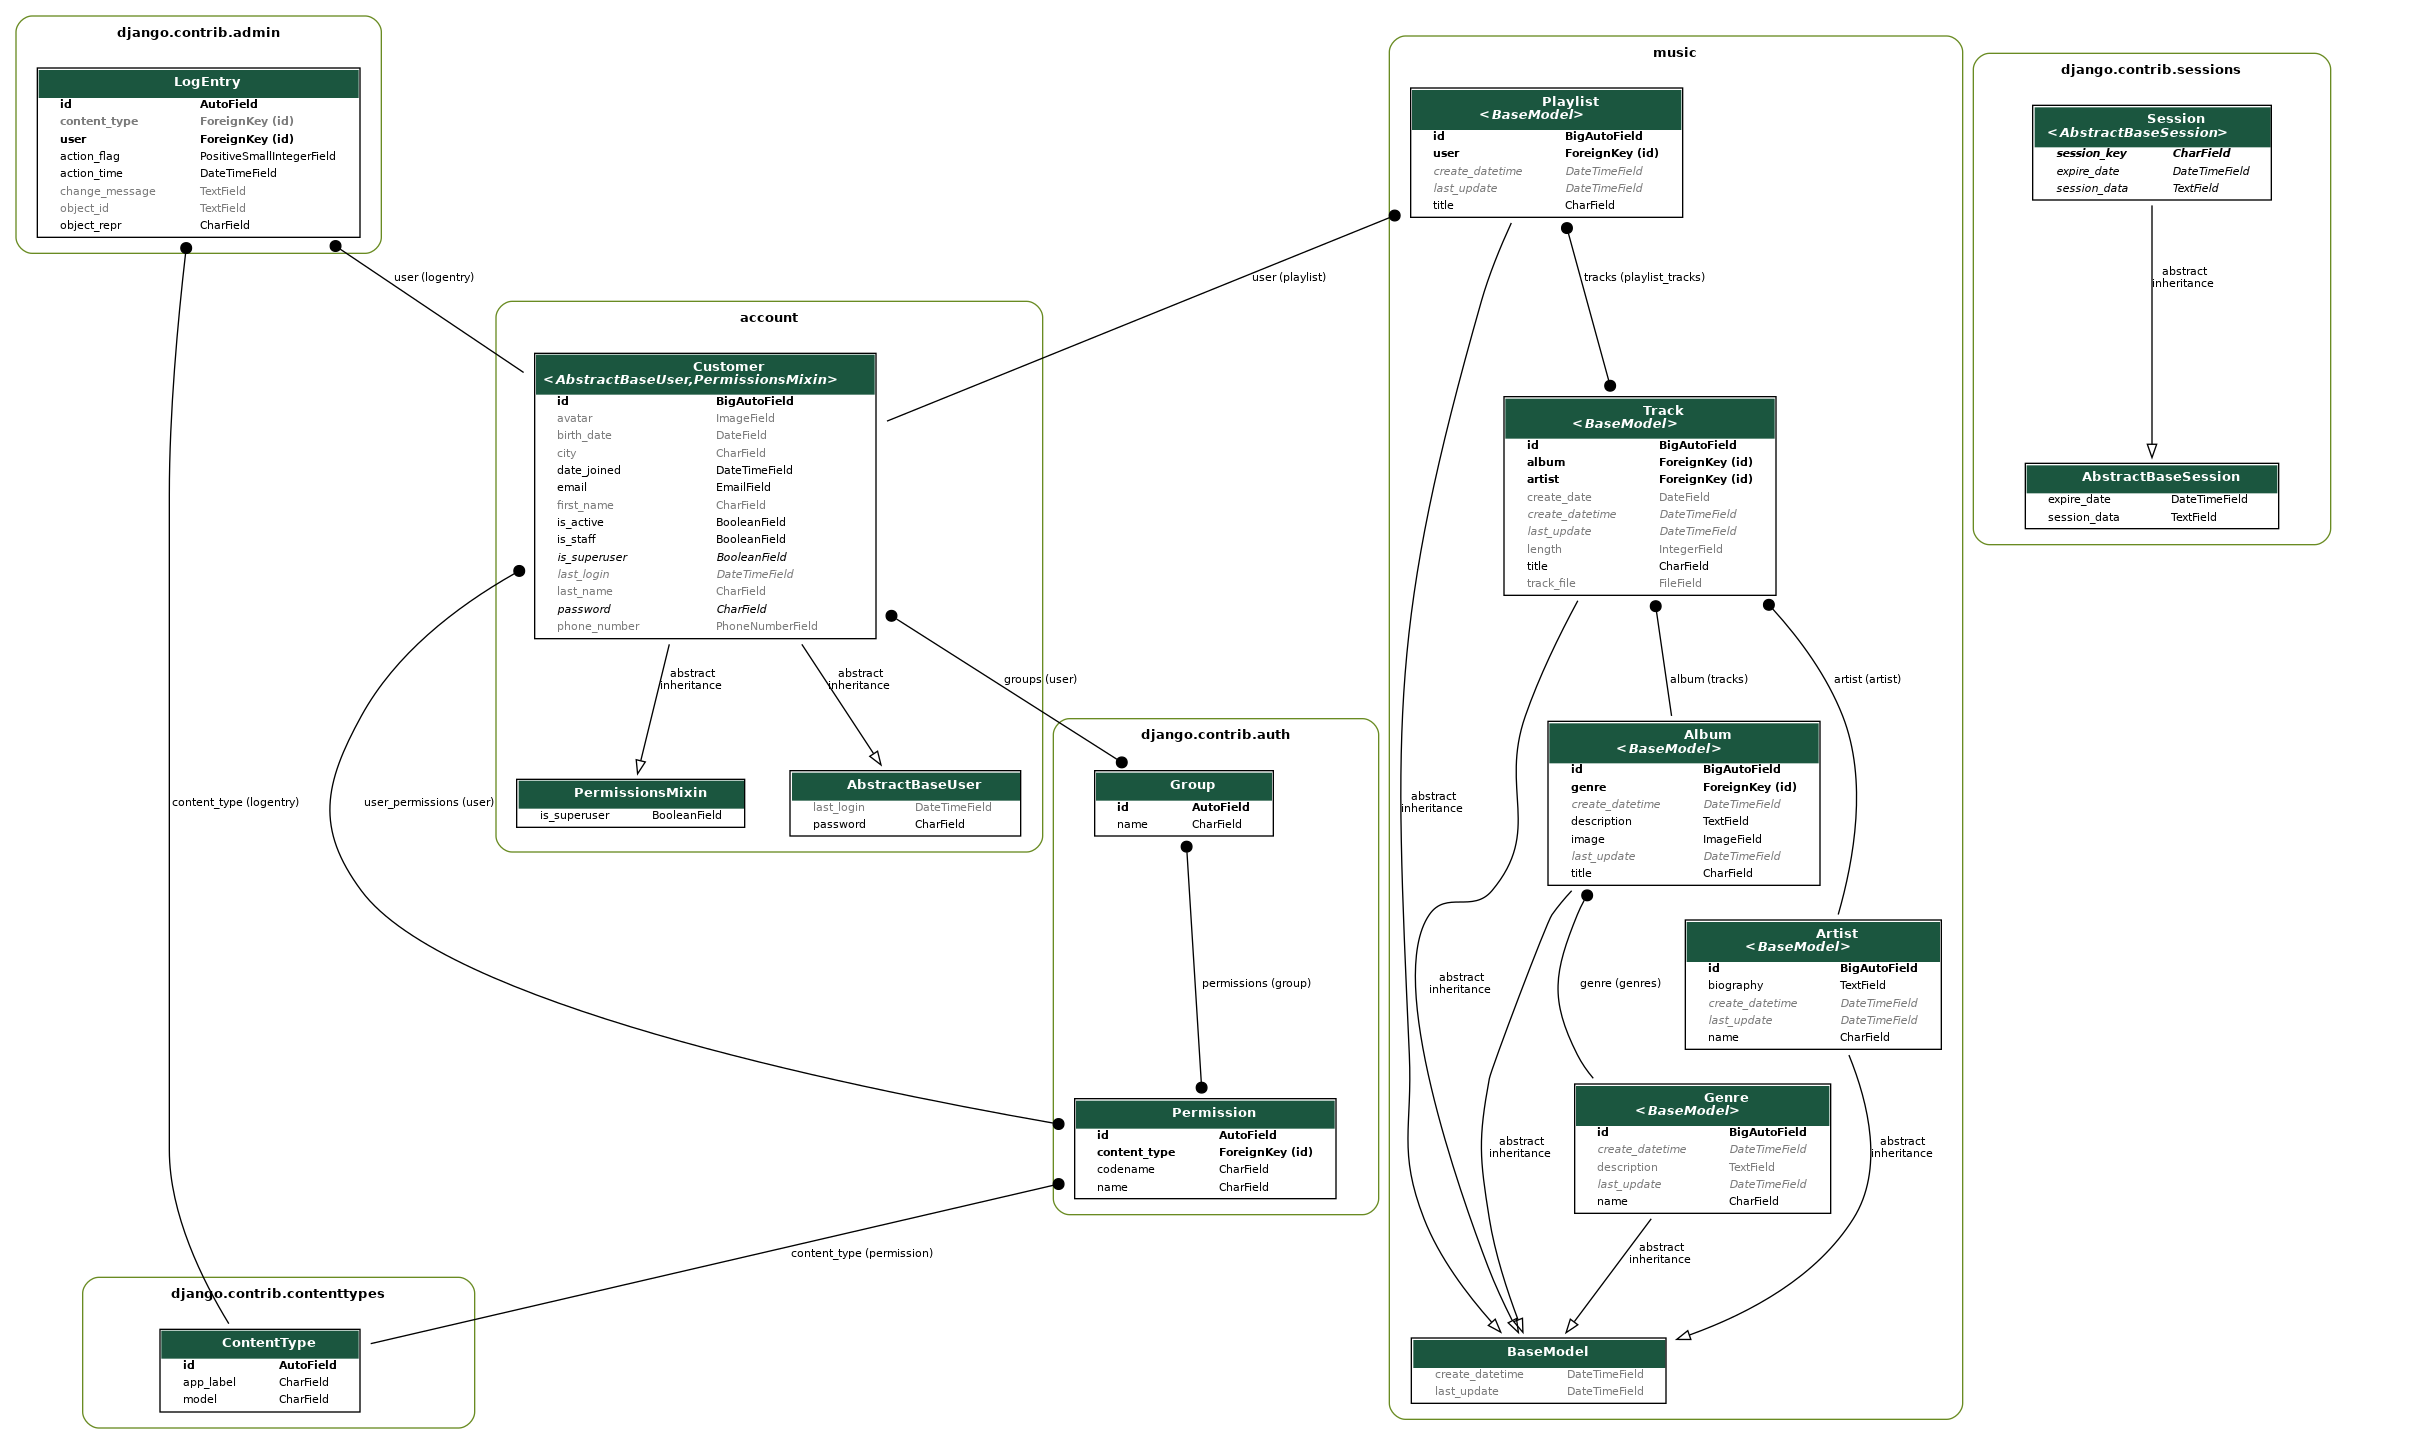 django.contrib.admin
LogEntry
id AutoField
content_type ForeignKey (id)
user ForeignKey (id)
action_flag PositiveSmallIntegerField
action_time DateTimeField
change_message TextField
object_id TextField
object_repr CharField
user (logentry)
content_type (logentry)
account
Customer
<AbstractBaseUser,PermissionsMixin>
id BigAutoField
avatar ImageField
birth_date DateField
city CharField
date_joined DateTimeField
email EmailField
first_name CharField
is_active BooleanField
is_staff BooleanField
is_superuser BooleanField
last_login DateTimeField
last_name CharField
password CharField
phone_number PhoneNumberField
abstract
inheritance
abstract
inheritance
groups (user)
user_permissions (user)
PermissionsMixin
is_superuser BooleanField
AbstractBaseUser
last_login DateTimeField
password CharField
django.contrib.auth
Group
id AutoField
name CharField
permissions (group)
Permission
id AutoField
content_type ForeignKey (id)
codename CharField
name CharField
content_type (permission)
django.contrib.contenttypes
ContentType
id AutoField
app_label CharField
model CharField
user (playlist)
music
Playlist
<BaseModel>
id BigAutoField
user ForeignKey (id)
create_datetime DateTimeField
last_update DateTimeField
title CharField
tracks (playlist_tracks)
Track
<BaseModel>
id BigAutoField
album ForeignKey (id)
artist ForeignKey (id)
create_date DateField
create_datetime DateTimeField
last_update DateTimeField
length IntegerField
title CharField
track_file FileField
album (tracks)
artist (artist)
abstract
inheritance
Album
<BaseModel>
id BigAutoField
genre ForeignKey (id)
create_datetime DateTimeField
description TextField
image ImageField
last_update DateTimeField
title CharField
abstract
inheritance
genre (genres)
Artist
<BaseModel>
id BigAutoField
biography TextField
create_datetime DateTimeField
last_update DateTimeField
name CharField
abstract
inheritance
Genre
<BaseModel>
id BigAutoField
create_datetime DateTimeField
description TextField
last_update DateTimeField
name CharField
abstract
inheritance
abstract
inheritance
BaseModel
create_datetime DateTimeField
last_update DateTimeField
django.contrib.sessions
Session
<AbstractBaseSession>
session_key CharField
expire_date DateTimeField
session_data TextField
abstract
inheritance
AbstractBaseSession
expire_date DateTimeField
session_data TextField